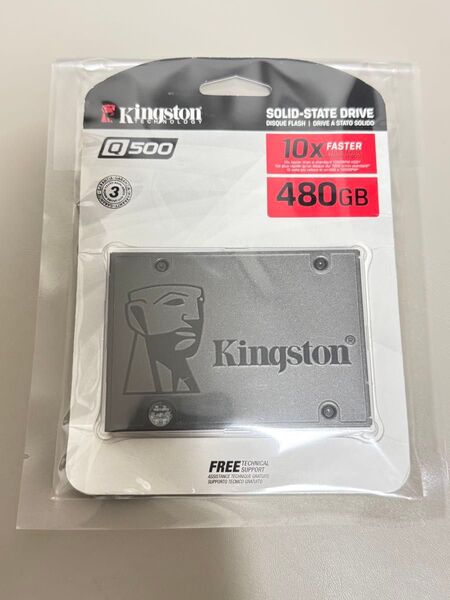 Kingston
TECHNOLOGY
SOLID-STATE DRIVE
DISQUE FLASH | DRIVE A STATO SOLIDO
Q500
10x FASTER
480GB
3
Kingston
FREE TECHNICAL SUPPORT
ASSISTANCE TECHNIQUE GRATUITE
SUPPORTO TECNICO GRATUITO